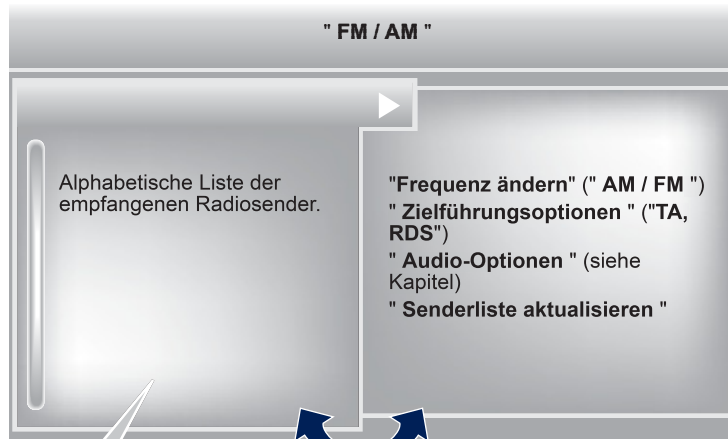 " FM / AM "
Alphabetische Liste der
empfangenen Radiosender.
"Frequenz ändern" (" AM / FM ")
" Zielführungsoptionen " ("TA,
RDS")
" Audio-Optionen " (siehe
Kapitel)
" Senderliste aktualisieren "